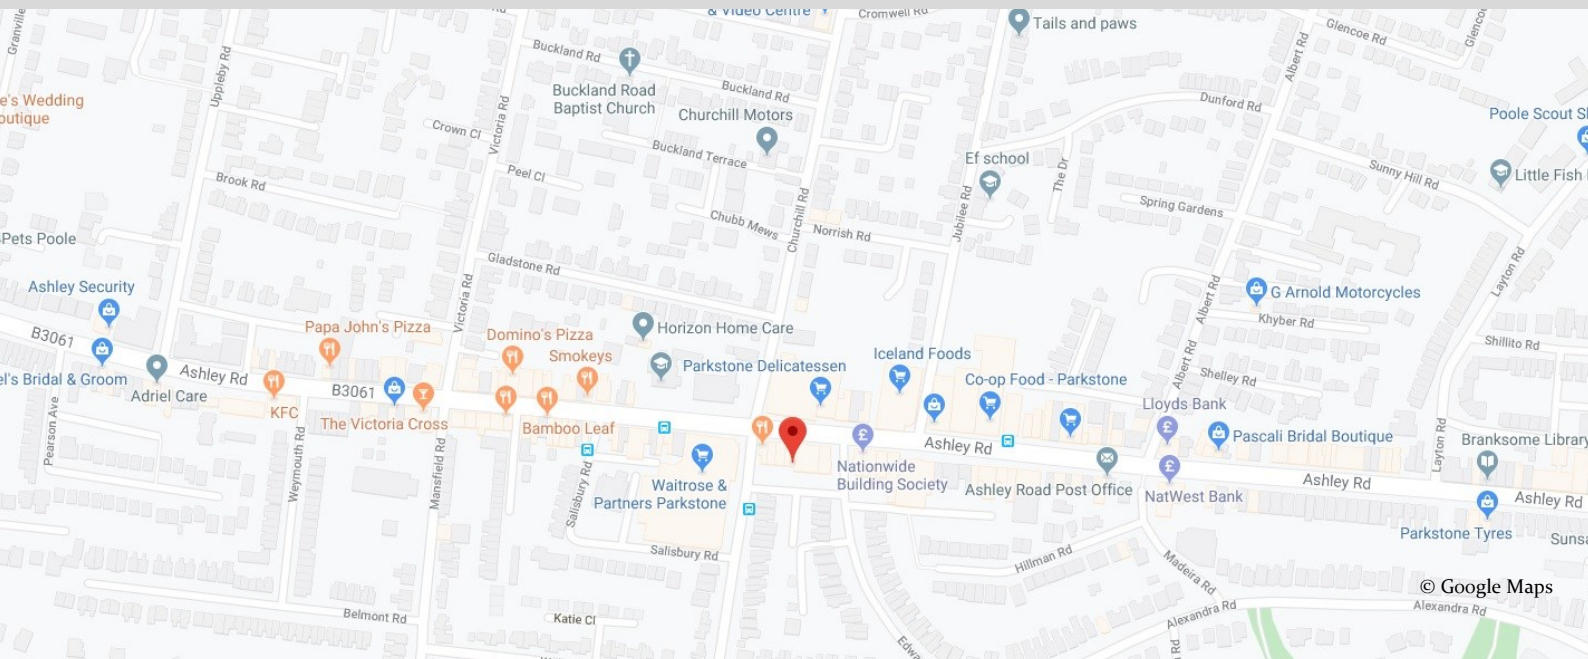 & Video Centre
Cromwell Rd
Tails and paws
Glencoe Rd
Granville
Victoria Rd
Uppleby Rd
Buckland Rd
Albert Rd
Buckland Road
Baptist Church
Buckland Rd
Dunford Rd
e's Wedding
outique
Churchill Motors
Poole Scout
Crown Cl
Buckland Terrace
Ef school
Peel Cl
The Dr
Sunny Hill Rd
Little Fish
Brook Rd
Churchill Rd
Jubilee Rd
Spring Gardens
Chubb Mews
Norrish Rd
Pets Poole
Gladstone Rd
Layton Rd
Ashley Security
Victoria Rd
Albert Rd
G Arnold Motorcycles
Khyber Rd
Papa John's Pizza
Domino's Pizza
Horizon Home Care
B3061
Shillito Rd
Smokeys
Iceland Foods
Albert Rd
Parkstone Delicatessen
el's Bridal & Groom
Ashley Rd
Co-op Food - Parkstone
Shelley Rd
Adriel Care
B3061
KFC
Lloyds Bank
The Victoria Cross
Bamboo Leaf
Pearson Ave
Ashley Rd
Pascali Bridal Boutique
Layton Rd
Branksome Library
Weymouth Rd
Mansfield Rd
Salisbury Rd
Waitrose &
Partners Parkstone
Nationwide
Building Society
Ashley Road Post Office
NatWest Bank
Ashley Rd
Ashley Rd
Parkstone Tyres
Salisbury Rd
Hillman Rd
Madeira Rd
© Google Maps
Belmont Rd
Katie Cl
Alexandra Rd
Alexandra Rd
Rd